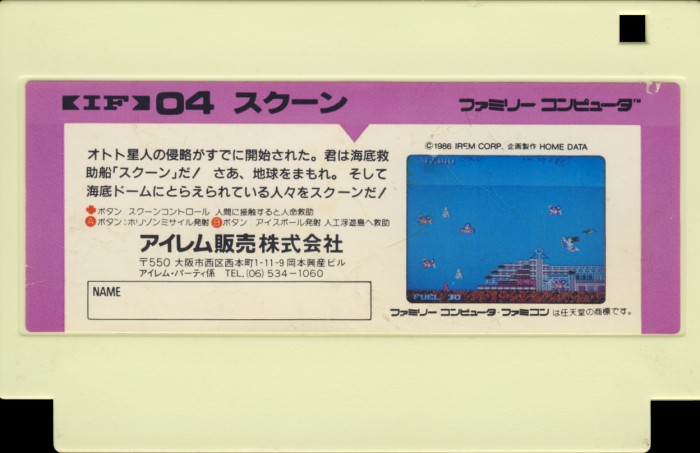 【IF】04 スクーン
ファミリー コンピュータ™
オトト星人の侵略がすでに開始された。君は海底救
助船「スクーン」だ! さあ、地球をまもれ。そして
海底ドームにとらえられている人々をスクーンだ!
ボタン スクーンコントロール 人間に接触すると人命救助
Aボタン:ホリゾンミサイル発射 Bボタン アイスボール発射 人工浮遊島へ救助
アイレム販売株式会社
〒550 大阪市西区西本町1-11-9 岡本興産ビル
アイレム・パーティ係 TEL.(06)534-1060
NAME
©1986 IREM CORP. 企画製作 HOME DATA
FUEL 30
ファミリー コンピュータ・ファミコン は任天堂の商標です。